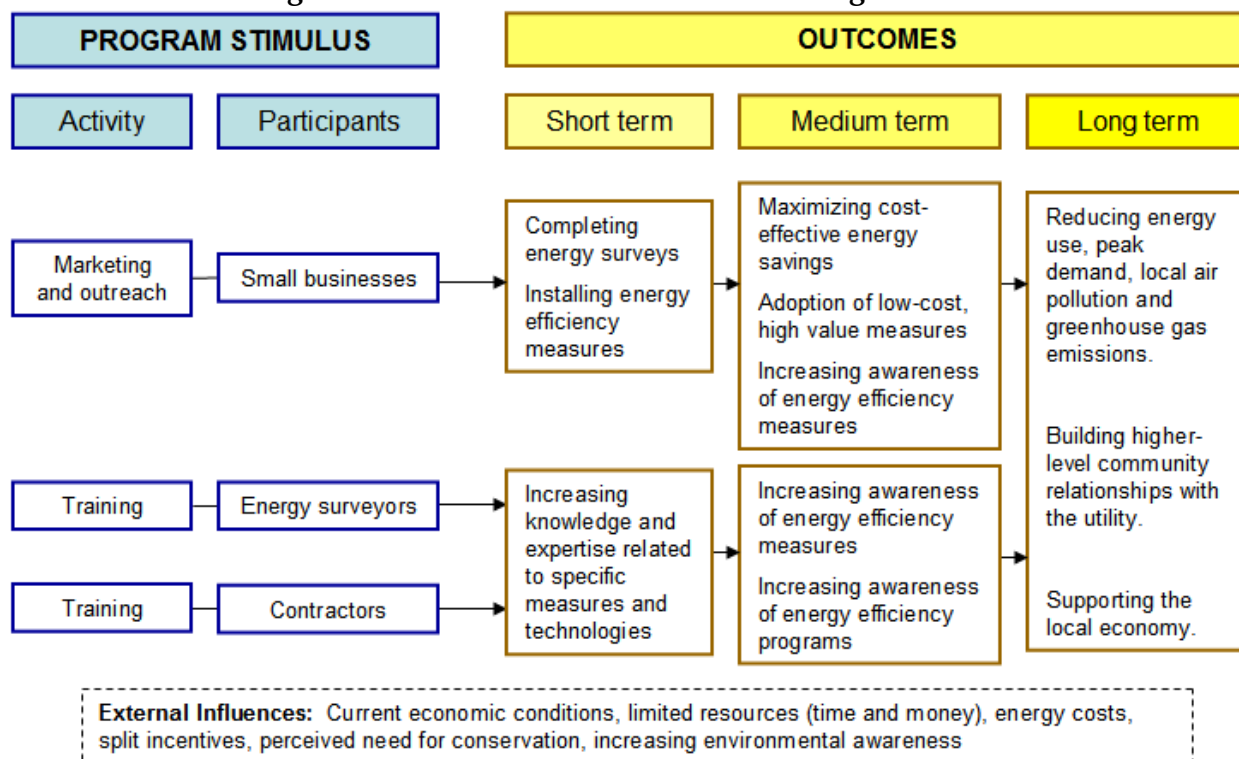 PROGRAM STIMULUS
OUTCOMES
Activity
Participants
Short term
Medium term
Long term
Marketing
and outreach
Small businesses
Completing
energy surveys
Installing energy
efficiency
measures
Maximizing cost-
effective energy
savings
Adoption of low-cost,
high value measures
Increasing awareness
of energy efficiency
measures
Reducing energy
use, peak
demand, local air
pollution and
greenhouse gas
emissions.
Building higher-
level community
relationships with
the utility.
Supporting the
local economy.
Training
Energy surveyors
Training
Contractors
Increasing
knowledge and
expertise related
to specific
measures and
technologies
Increasing awareness
of energy efficiency
measures
Increasing awareness
of energy efficiency
programs
External Influences: Current economic conditions, limited resources (time and money), energy costs,
split incentives, perceived need for conservation, increasing environmental awareness